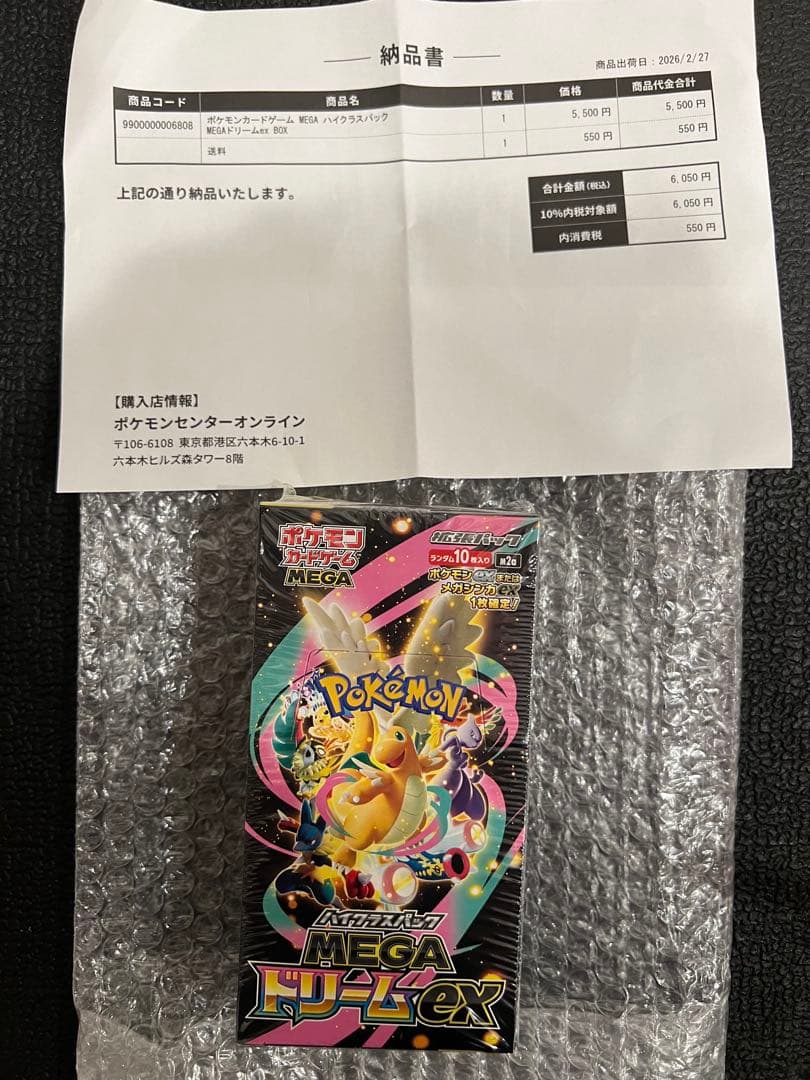 納品書
商品出荷日：2026/2/27
商品コード 商品名 数量 価格 商品代金合計
9900000006808 ポケモンカードゲーム MEGA ハイクラスパック 1 5,500 円 5,500 円
MEGAドリームex BOX
送料 1 550 円 550 円
上記の通り納品いたします。
合計金額(税込) 6,050 円
10%内税対象額 6,050 円
内消費税 550 円
【購入店情報】
ポケモンセンターオンライン
〒106-6108 東京都港区六本木6-10-1
六本木ヒルズ森タワー8階
ポケモン
カードゲーム
MEGA
拡張パック
ランダム10枚入り
ポケモンexまたは
メガシンカex
1枚確定!
POKéMON
ハイクラスパック
MEGA
ドリームex